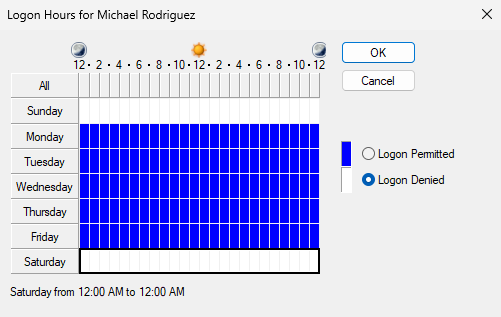 Logon Hours for Michael Rodriguez
12 · 2 · 4 · 6 · 8 · 10 · 12 · 2 · 4 · 6 · 8 · 10 · 12
OK
All
Cancel
Sunday
Monday
Tuesday
Logon Permitted
Wednesday
Logon Denied
Thursday
Friday
Saturday
Saturday from 12:00 AM to 12:00 AM